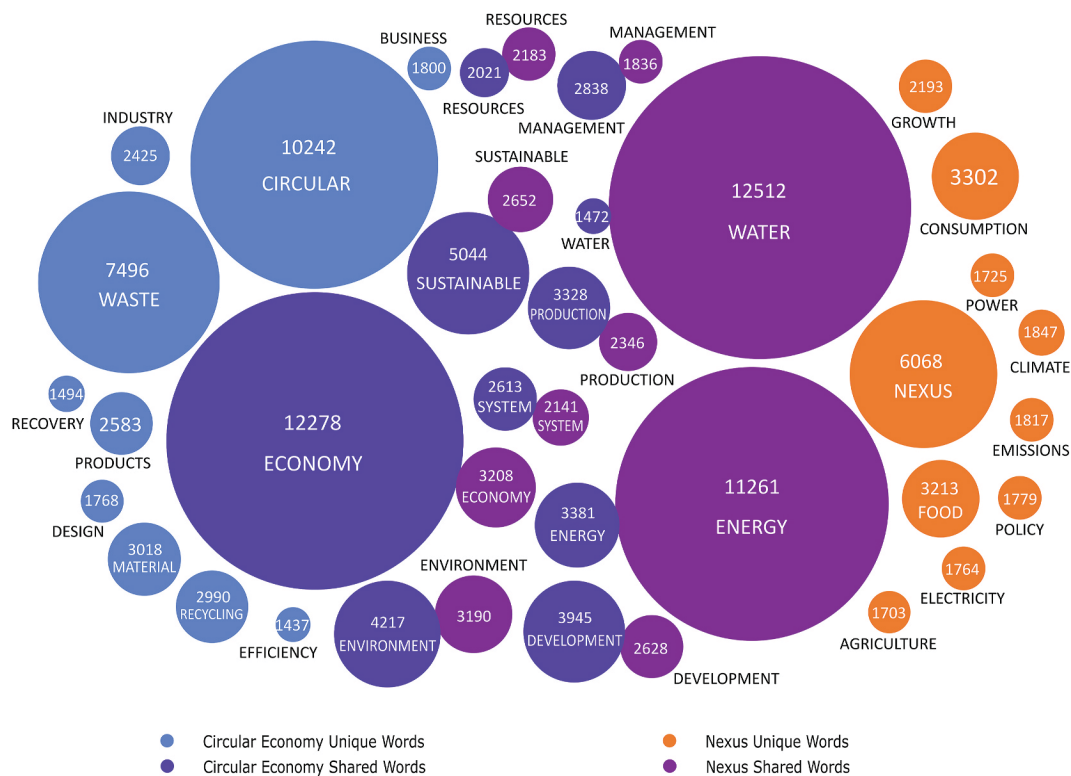 RESOURCES
BUSINESS
MANAGEMENT
2183
1836
1800
2021
2838
2193
RESOURCES
MANAGEMENT
GROWTH
INDUSTRY
2425
10242
CIRCULAR
SUSTAINABLE
2652
12512
WATER
3302
CONSUMPTION
1472
WATER
5044
SUSTAINABLE
7496
WASTE
3328
PRODUCTION
1725
POWER
2346
PRODUCTION
1847
CLIMATE
6068
NEXUS
1494
RECOVERY
2583
PRODUCTS
2613
SYSTEM
2141
SYSTEM
12278
ECONOMY
1817
EMISSIONS
3208
ECONOMY
11261
ENERGY
1768
DESIGN
3381
ENERGY
3213
FOOD
1779
POLICY
3018
MATERIAL
1764
ELECTRICITY
2990
RECYCLING
ENVIRONMENT
1437
EFFICIENCY
4217
ENVIRONMENT
3190
3945
DEVELOPMENT
2628
DEVELOPMENT
1703
AGRICULTURE
Circular Economy Unique Words
Nexus Unique Words
Circular Economy Shared Words
Nexus Shared Words